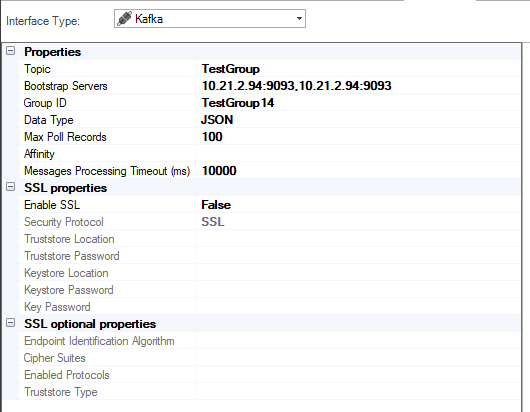 Interface Type: Kafka
Properties
Topic TestGroup
Bootstrap Servers 10.21.2.94:9093,10.21.2.94:9093
Group ID TestGroup14
Data Type JSON
Max Poll Records 100
Affinity
Messages Processing Timeout (ms) 10000
SSL properties
Enable SSL False
Security Protocol SSL
Truststore Location
Truststore Password
Keystore Location
Keystore Password
Key Password
SSL optional properties
Endpoint Identification Algorithm
Cipher Suites
Enabled Protocols
Truststore Type